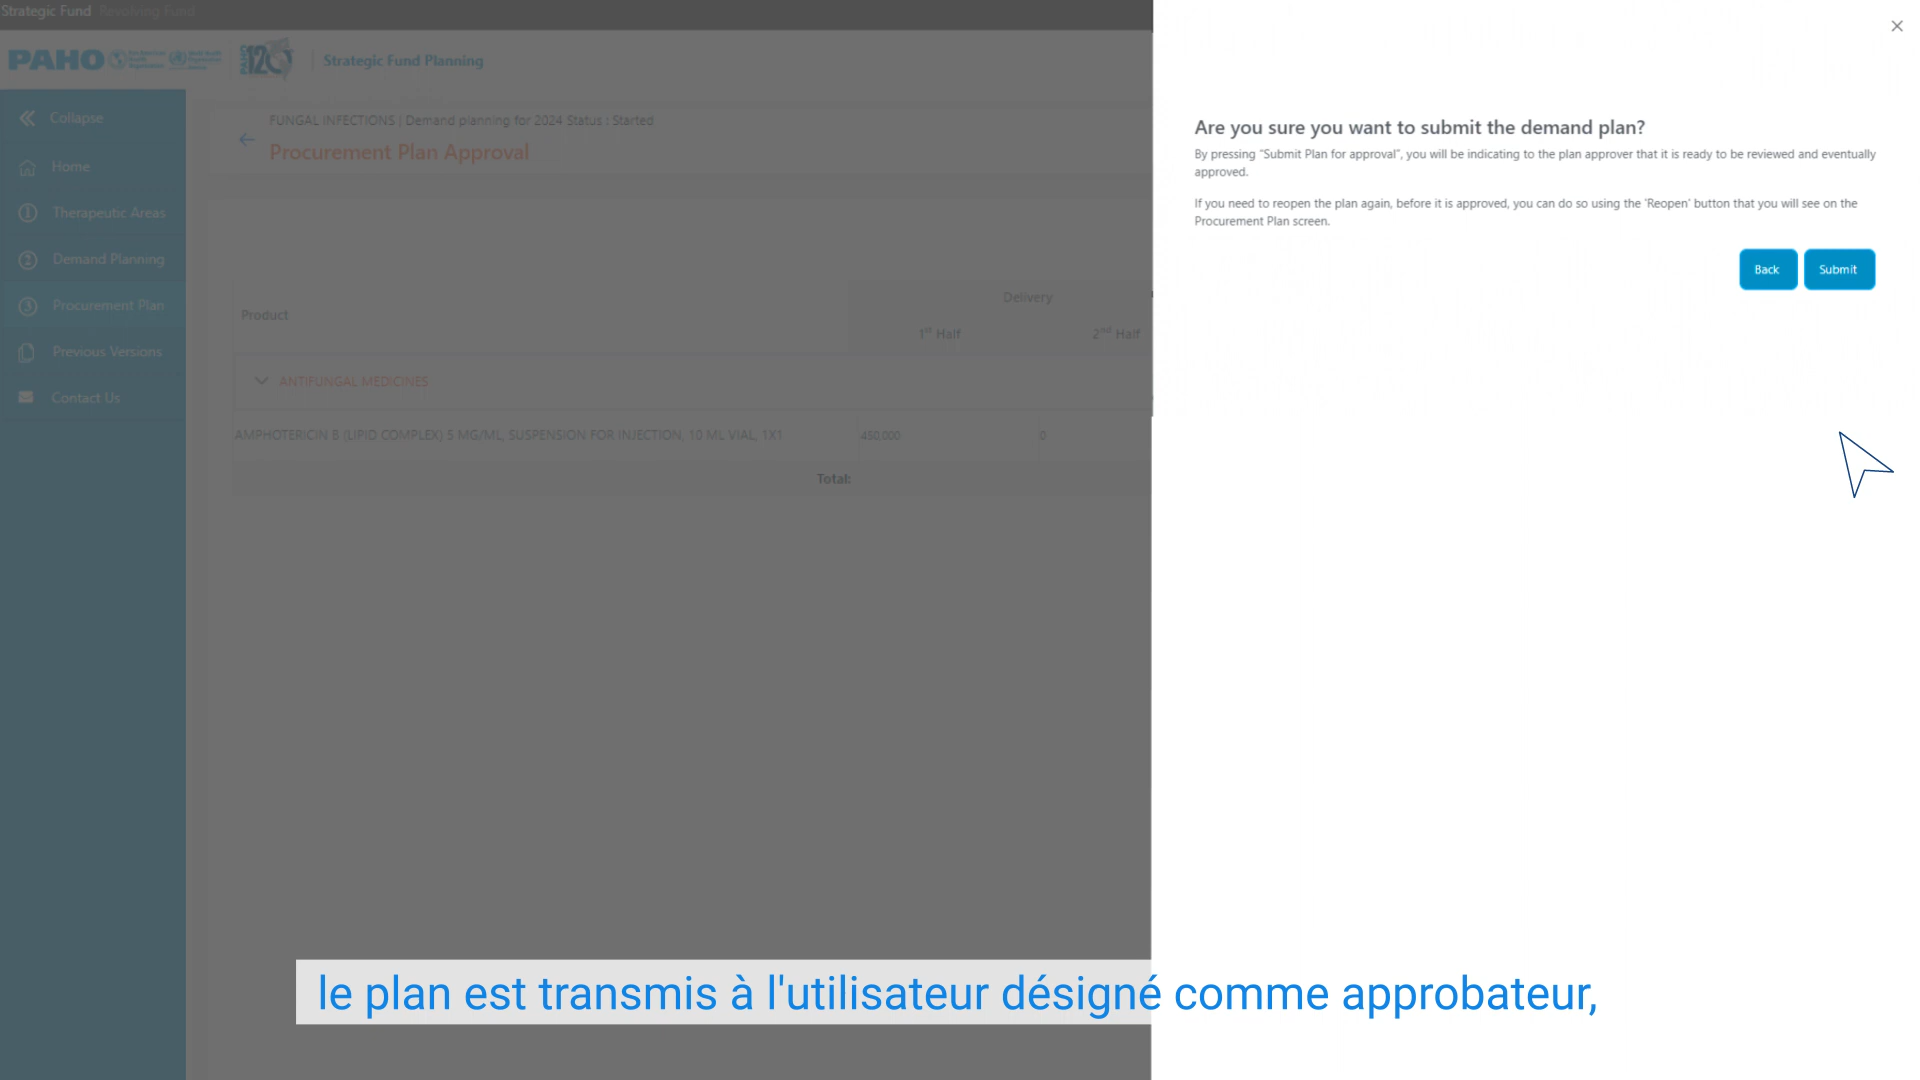 Strategic Fund Revolving Fund
PAHO
PAHO 120
Strategic Fund Planning
Collapse
Home
1 Therapeutic Areas
2 Demand Planning
3 Procurement Plan
Previous Versions
Contact Us
FUNGAL INFECTIONS | Demand planning for 2024 Status : Started
Procurement Plan Approval
Product
Delivery
1st Half
2nd Half
ANTIFUNGAL MEDICINES
AMPHOTERICIN B (LIPID COMPLEX) 5 MG/ML, SUSPENSION FOR INJECTION, 10 ML VIAL, 1X1 450 000 0
Total:
Are you sure you want to submit the demand plan?
By pressing "Submit Plan for approval", you will be indicating to the plan approver that it is ready to be reviewed and eventually
approved.
If you need to reopen the plan again, before it is approved, you can do so using the 'Reopen' button that you will see on the
Procurement Plan screen.
Back Submit
le plan est transmis à l'utilisateur désigné comme approbateur,